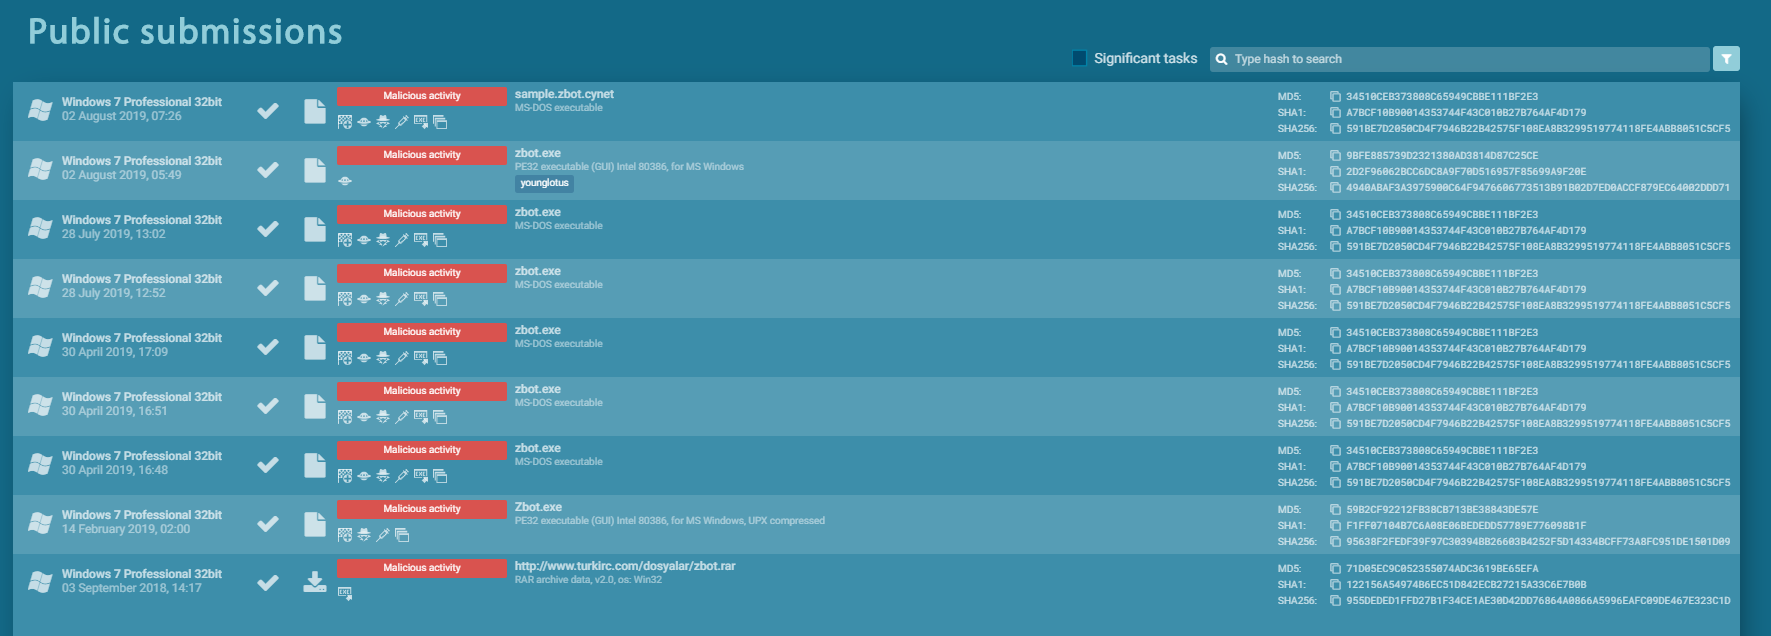 Public submissions
Significant tasks
Type hash to search
Windows 7 Professional 32bit
02 August 2019, 07:26
Malicious activity
sample.zbot.cynet
MS-DOS executable
MD5: 34510CEB373808C65949CBBE111BF2E3
SHA1: A7BCF10B90014353744F43C010B27B764AF4D179
SHA256: 591BE7D2050CD4F7946B22B42575F108EA8B3299519774118FE4ABB8051C5CF5
Windows 7 Professional 32bit
02 August 2019, 05:49
Malicious activity
zbot.exe
PE32 executable (GUI) Intel 80386, for MS Windows
younglotus
MD5: 9BFE885739D2321380AD3814D87C25CE
SHA1: 2D2F96062BCC6DC8A9F70D516957F85699A9F20E
SHA256: 4940ABAF3A3975900C64F9476606773513B91B02D7ED0ACCF879EC64002DDD71
Windows 7 Professional 32bit
28 July 2019, 13:02
Malicious activity
zbot.exe
MS-DOS executable
MD5: 34510CEB373808C65949CBBE111BF2E3
SHA1: A7BCF10B90014353744F43C010B27B764AF4D179
SHA256: 591BE7D2050CD4F7946B22B42575F108EA8B3299519774118FE4ABB8051C5CF5
Windows 7 Professional 32bit
28 July 2019, 12:52
Malicious activity
zbot.exe
MS-DOS executable
MD5: 34510CEB373808C65949CBBE111BF2E3
SHA1: A7BCF10B90014353744F43C010B27B764AF4D179
SHA256: 591BE7D2050CD4F7946B22B42575F108EA8B3299519774118FE4ABB8051C5CF5
Windows 7 Professional 32bit
30 April 2019, 17:09
Malicious activity
zbot.exe
MS-DOS executable
MD5: 34510CEB373808C65949CBBE111BF2E3
SHA1: A7BCF10B90014353744F43C010B27B764AF4D179
SHA256: 591BE7D2050CD4F7946B22B42575F108EA8B3299519774118FE4ABB8051C5CF5
Windows 7 Professional 32bit
30 April 2019, 16:51
Malicious activity
zbot.exe
MS-DOS executable
MD5: 34510CEB373808C65949CBBE111BF2E3
SHA1: A7BCF10B90014353744F43C010B27B764AF4D179
SHA256: 591BE7D2050CD4F7946B22B42575F108EA8B3299519774118FE4ABB8051C5CF5
Windows 7 Professional 32bit
30 April 2019, 16:48
Malicious activity
zbot.exe
MS-DOS executable
MD5: 34510CEB373808C65949CBBE111BF2E3
SHA1: A7BCF10B90014353744F43C010B27B764AF4D179
SHA256: 591BE7D2050CD4F7946B22B42575F108EA8B3299519774118FE4ABB8051C5CF5
Windows 7 Professional 32bit
14 February 2019, 02:00
Malicious activity
Zbot.exe
PE32 executable (GUI) Intel 80386, for MS Windows, UPX compressed
MD5: 59B2CF92212FB38CB713BE38843DE57E
SHA1: F1FF07104B7C6A08E06BEDEDD57789E776098B1F
SHA256: 95638F2FEDF39F97C30394BB26603B4252F5D14334BCFF73A8FC951DE1501D09
Windows 7 Professional 32bit
03 September 2018, 14:17
Malicious activity
http://www.turkirc.com/dosyalar/zbot.rar
RAR archive data, v2.0, os: Win32
MD5: 71D05EC9C052355074ADC3619BE65EFA
SHA1: 122156A54974B6EC51D842ECB27215A33C6E7B0B
SHA256: 955DEDED1FFD27B1F34CE1AE30D42DD76864A0866A5996EAFC09DE467E323C1D